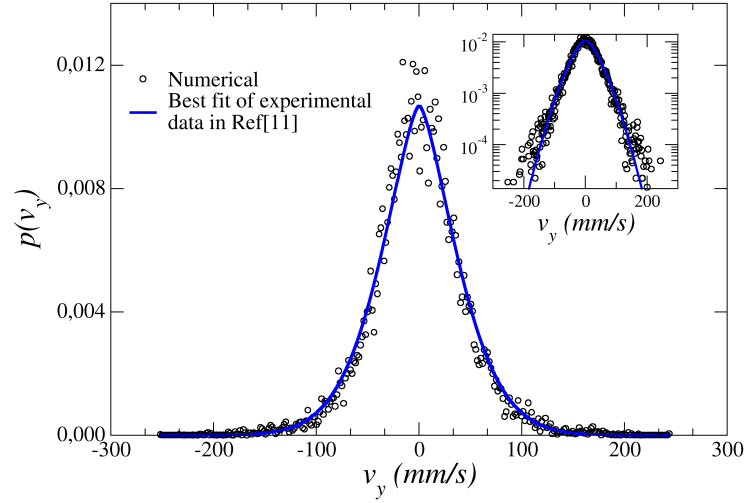 0,012
0,008
0,004
0,000
p(v_y)
Numerical
Best fit of experimental
data in Ref[11]
10^-2
10^-3
10^-4
-200 0 200
v_y (mm/s)
-300 -100 0 100 200 300
v_y (mm/s)